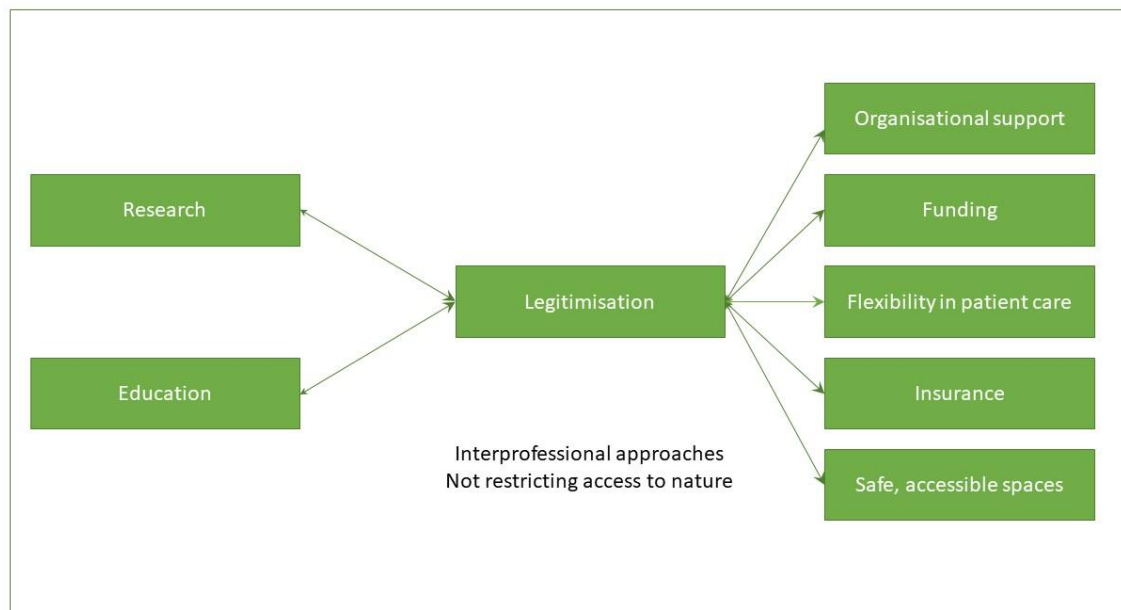 Research
Education
Legitimisation
Interprofessional approaches
Not restricting access to nature
Organisational support
Funding
Flexibility in patient care
Insurance
Safe, accessible spaces